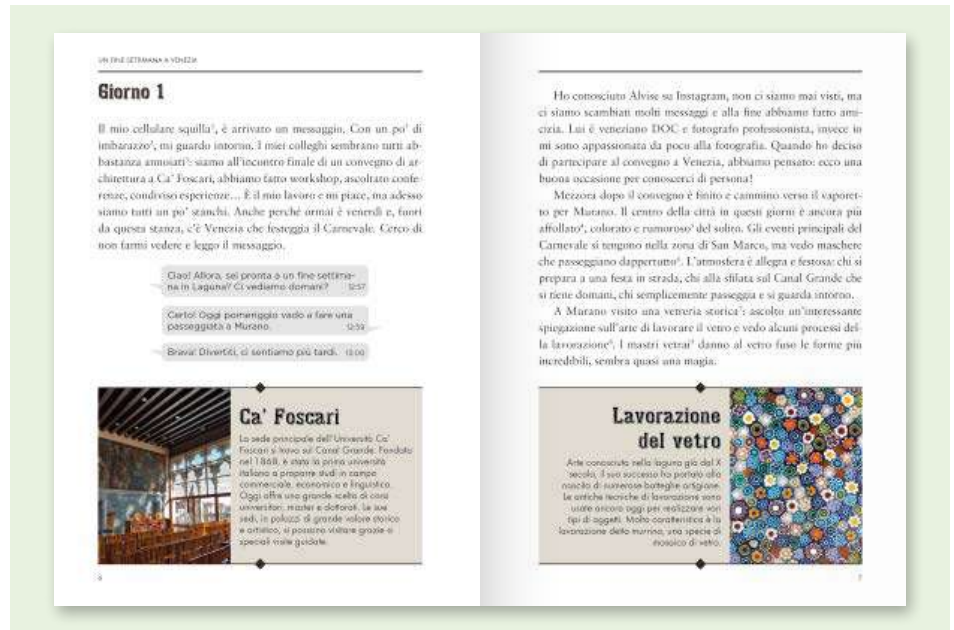 UN FINE SETTIMANA A VENEZIA
Giorno 1
Il mio cellulare squilla¹, è arrivato un messaggio. Con un po' di
imbarazzo², mi guardo intorno. I miei colleghi sembrano tutti ab-
bastanza annoiati³: siamo all'incontro finale di un convegno di ar-
chitettura a Ca' Foscari, abbiamo fatto workshop, ascoltato confe-
renze, condiviso esperienze... È il mio lavoro e mi piace, ma adesso
siamo tutti un po' stanchi. Anche perché ormai è venerdì e, fuori
da questa stanza, c'è Venezia che festeggia il Carnevale. Cerco di
non farmi vedere e leggo il messaggio.
Ciao! Allora, sei pronta a un fine settima-
na in Laguna? Ci vediamo domani? 12:57
Certo! Oggi pomeriggio vado a fare una
passeggiata a Murano. 12:59
Brava! Divertiti, ci sentiamo più tardi. 13:00
Ca' Foscari
La sede principale dell'Università Ca'
Foscari si trova sul Canal Grande. Fondata
nel 1868, è stata la prima università
italiana a proporre studi in campo
commerciale, economico e linguistico.
Oggi offre una grande scelta di corsi
universitari, master e dottorati. Le sue
sedi, in palazzi di grande valore storico
e artistico, si possono visitare grazie a
speciali visite guidate.
6
Ho conosciuto Alvise su Instagram, non ci siamo mai visti, ma
ci siamo scambiati molti messaggi e alla fine abbiamo fatto ami-
cizia. Lui è veneziano DOC e fotografo professionista, invece io
mi sono appassionata da poco alla fotografia. Quando ho deciso
di partecipare al convegno a Venezia, abbiamo pensato: ecco una
buona occasione per conoscerci di persona!
Mezzora dopo il convegno è finito e cammino verso il vaporet-
to per Murano. Il centro della città in questi giorni è ancora più
affollato⁴, colorato e rumoroso⁵ del solito. Gli eventi principali del
Carnevale si tengono nella zona di San Marco, ma vedo maschere
che passeggiano dappertutto⁶. L'atmosfera è allegra e festosa: chi si
prepara a una festa in strada, chi alla sfilata sul Canal Grande che
si tiene domani, chi semplicemente passeggia e si guarda intorno.
A Murano visito una vetreria storica⁷: ascolto un'interessante
spiegazione sull'arte di lavorare il vetro e vedo alcuni processi del-
la lavorazione⁸. I mastri vetrai⁹ danno al vetro fuso le forme più
incredibili, sembra quasi una magia.
Lavorazione
del vetro
Arte conosciuta nella laguna già dal X
secolo, il suo successo ha portato alla
nascita di numerose botteghe artigiane.
Le antiche tecniche di lavorazione sono
usate ancora oggi per realizzare vari
tipi di oggetti. Molto caratteristica è la
lavorazione detta murrina, una specie di
mosaico di vetro.
7